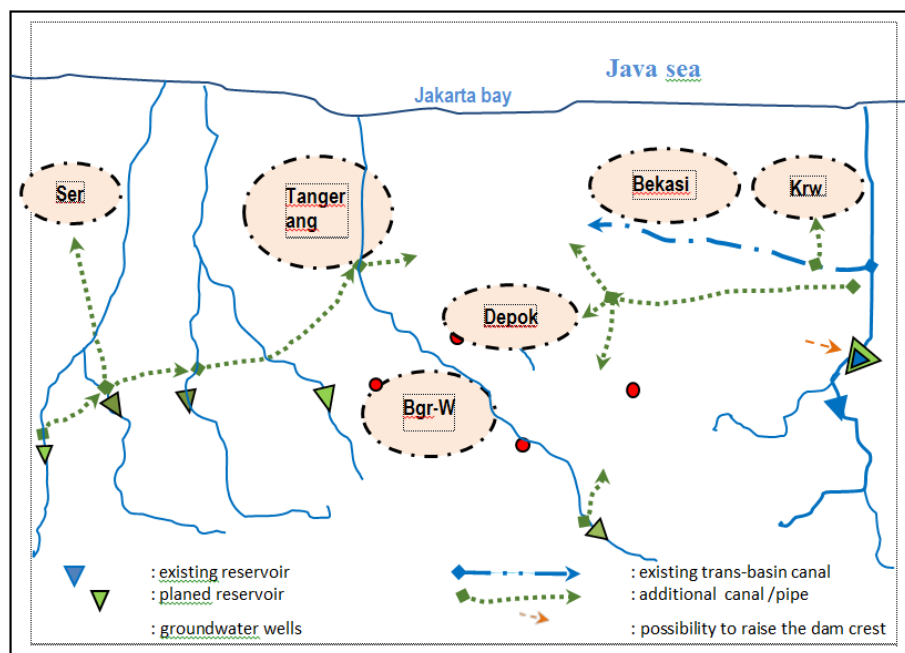 Java sea
Jakarta bay
Ser
Tanger
ang
Bekasi
Krw
Depok
Bgr-W
: existing reservoir
: planed reservoir
: groundwater wells
: existing trans-basin canal
: additional canal /pipe
: possibility to raise the dam crest